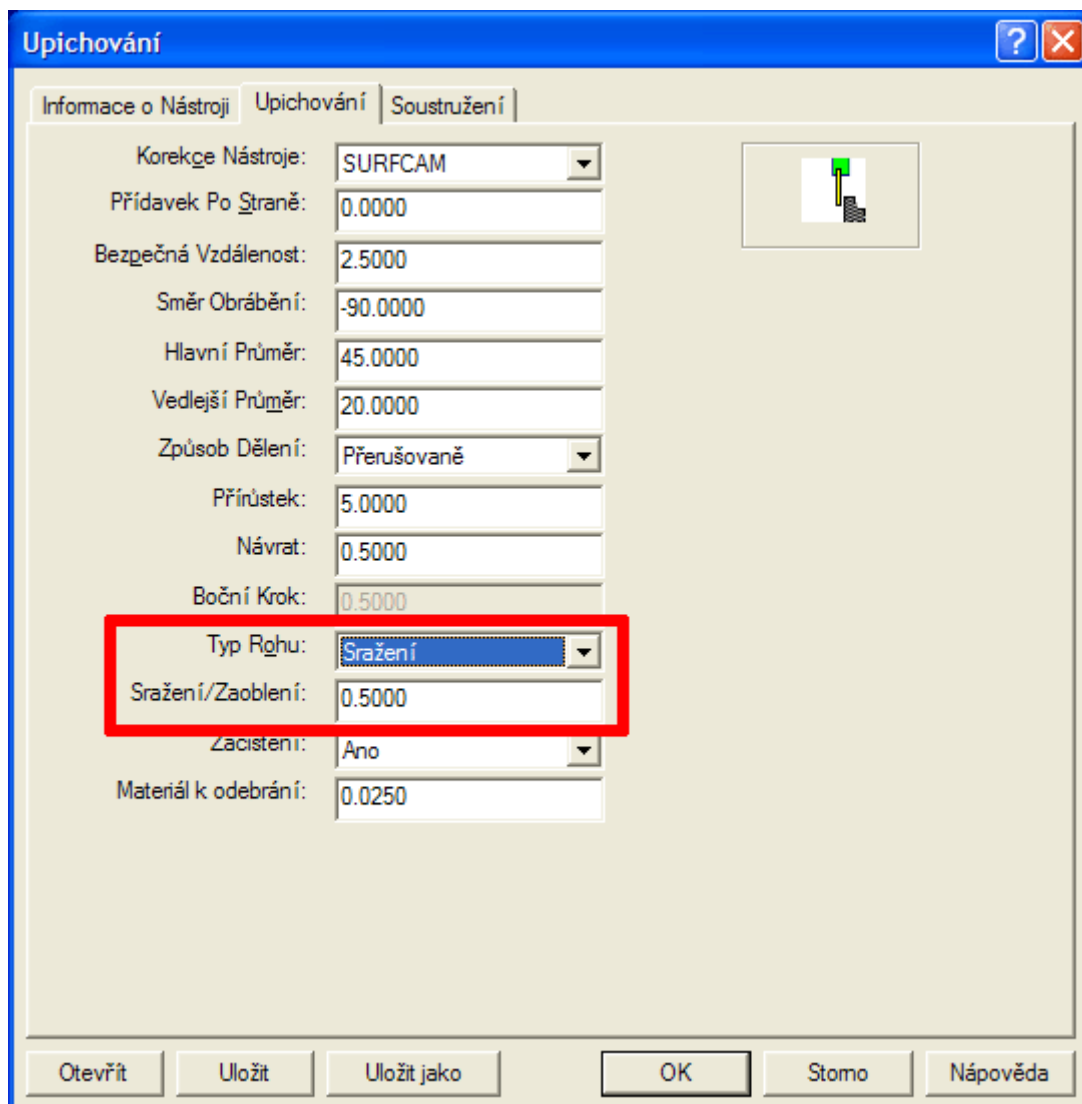 Upichování
Informace o Nástroji Upichování Soustružení
Korekce Nástroje: SURFCAM
Přídavek Po Straně: 0.0000
Bezpečná Vzdálenost: 2.5000
Směr Obrábění: -90.0000
Hlavní Průměr: 45.0000
Vedlejší Průměr: 20.0000
Způsob Dělení: Přerušovaně
Přírůstek: 5.0000
Návrat: 0.5000
Boční Krok: 0.5000
Typ Rohu: Sražení
Sražení/Zaoblení: 0.5000
Začištění: Ano
Materiál k odebrání: 0.0250
Otevřít Uložit Uložit jako OK Storno Nápověda